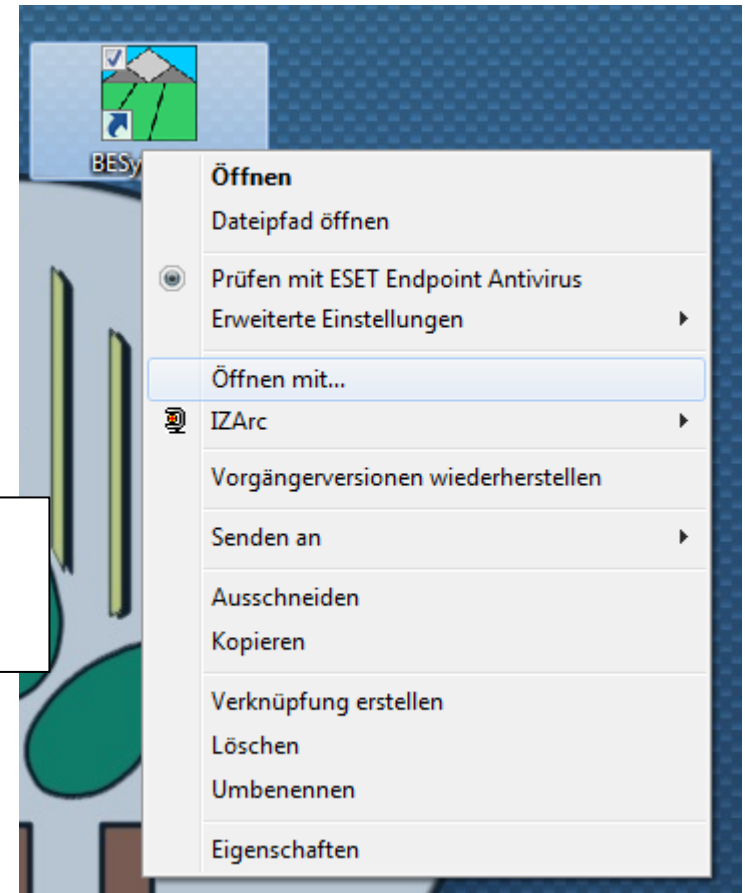 BESy
Öffnen
Dateipfad öffnen
Prüfen mit ESET Endpoint Antivirus
Erweiterte Einstellungen
Öffnen mit...
IZArc
Vorgängerversionen wiederherstellen
Senden an
Ausschneiden
Kopieren
Verknüpfung erstellen
Löschen
Umbenennen
Eigenschaften